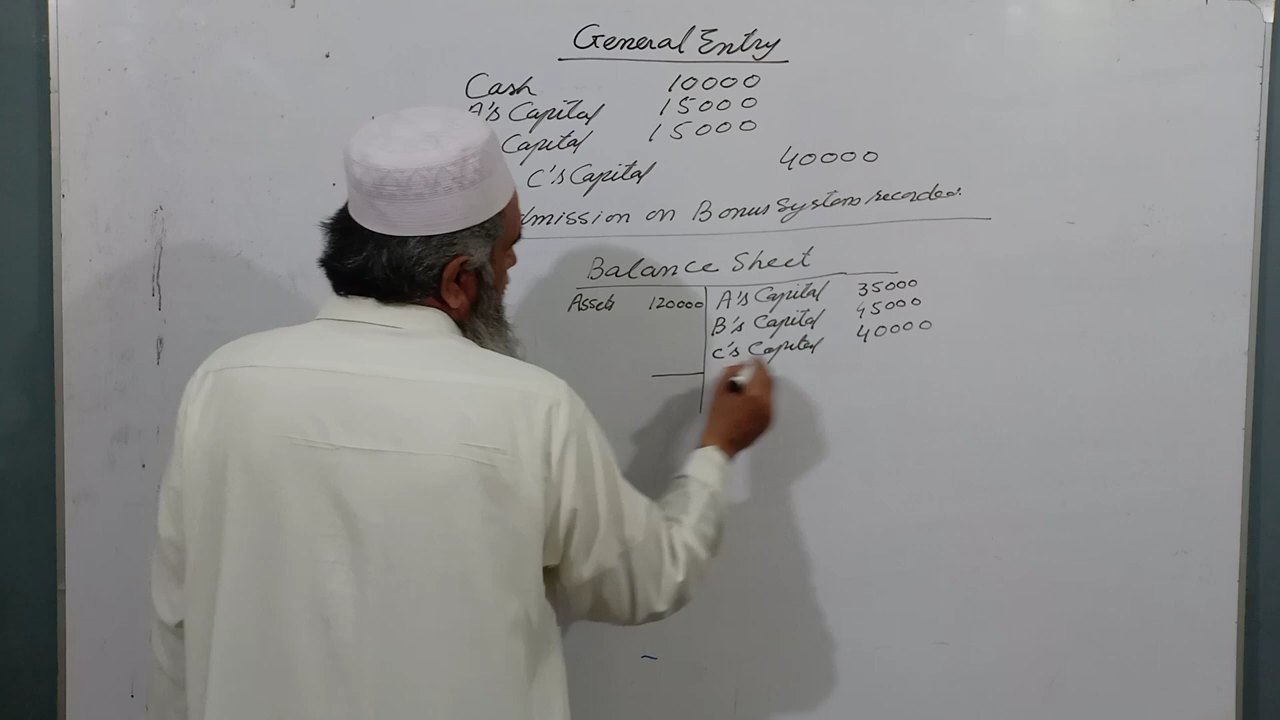 General Entry
Cash 10000
A's Capital 15000
Capital 15000
C's Capital 40000
dmission on Bonus System recorded.
Balance Sheet
Assets 120000 A's Capital 35000
B's Capital 45000
C's Capital 40000